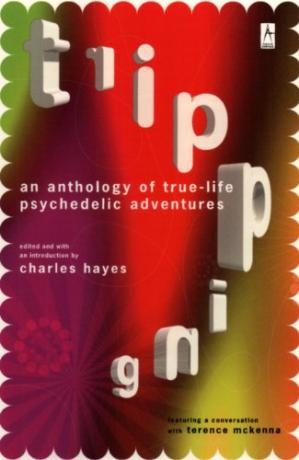 tripping
an anthology of true-life
psychedelic adventures
edited and with
an introduction by
charles hayes
featuring a conversation
with terence mckenna